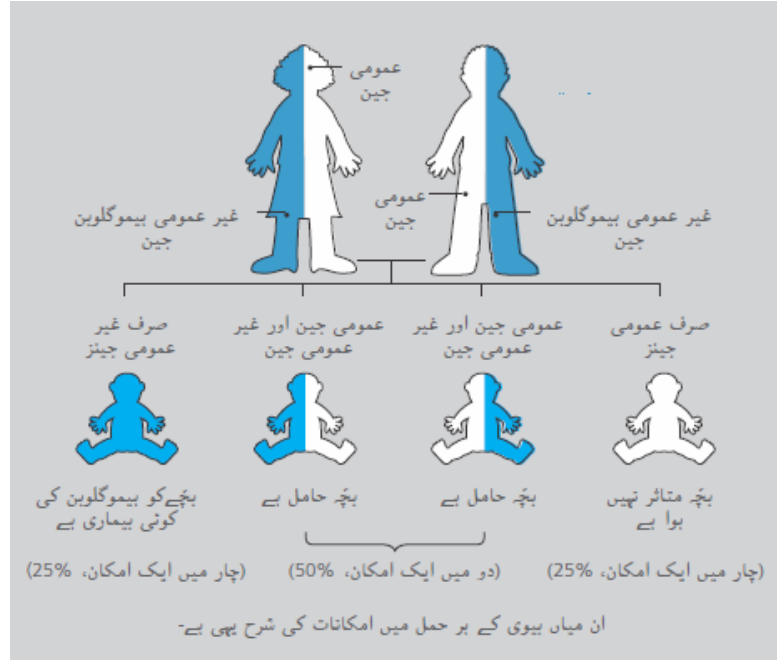 عمومی
جین
عمومی
جین
غیر عمومی ہیموگلوبن
جین
غیر عمومی ہیموگلوبن
جین
صرف عمومی
جینز
عمومی جین اور غیر
عمومی جین
عمومی جین اور غیر
عمومی جین
صرف غیر
عمومی جینز
بچّہ متاثر نہیں
ہوا ہے
بچّہ حامل ہے
بچّہ حامل ہے
بچّےکو ہیموگلوبن کی
کوئی بیماری ہے
(چار میں ایک امکان، 25%)
(دو میں ایک امکان، 50%)
(چار میں ایک امکان، 25%)
ان میاں بیوی کے ہر حمل میں امکانات کی شرح یہی ہے-